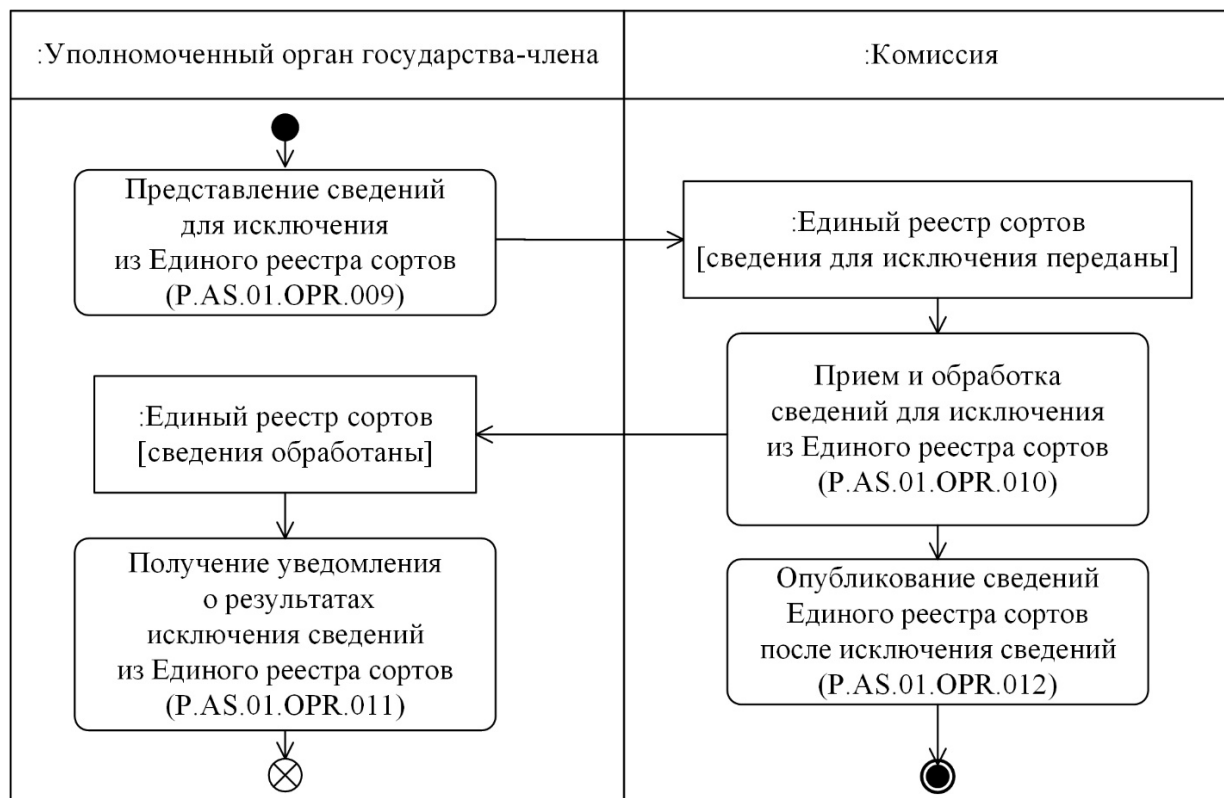 :Уполномоченный орган государства-члена
:Комиссия
Представление сведений
для исключения
из Единого реестра сортов
(P.AS.01.OPR.009)
:Единый реестр сортов
[сведения для исключения переданы]
Прием и обработка
сведений для исключения
из Единого реестра сортов
(P.AS.01.OPR.010)
:Единый реестр сортов
[сведения обработаны]
Получение уведомления
о результатах
исключения сведений
из Единого реестра сортов
(P.AS.01.OPR.011)
Опубликование сведений
Единого реестра сортов
после исключения сведений
(P.AS.01.OPR.012)